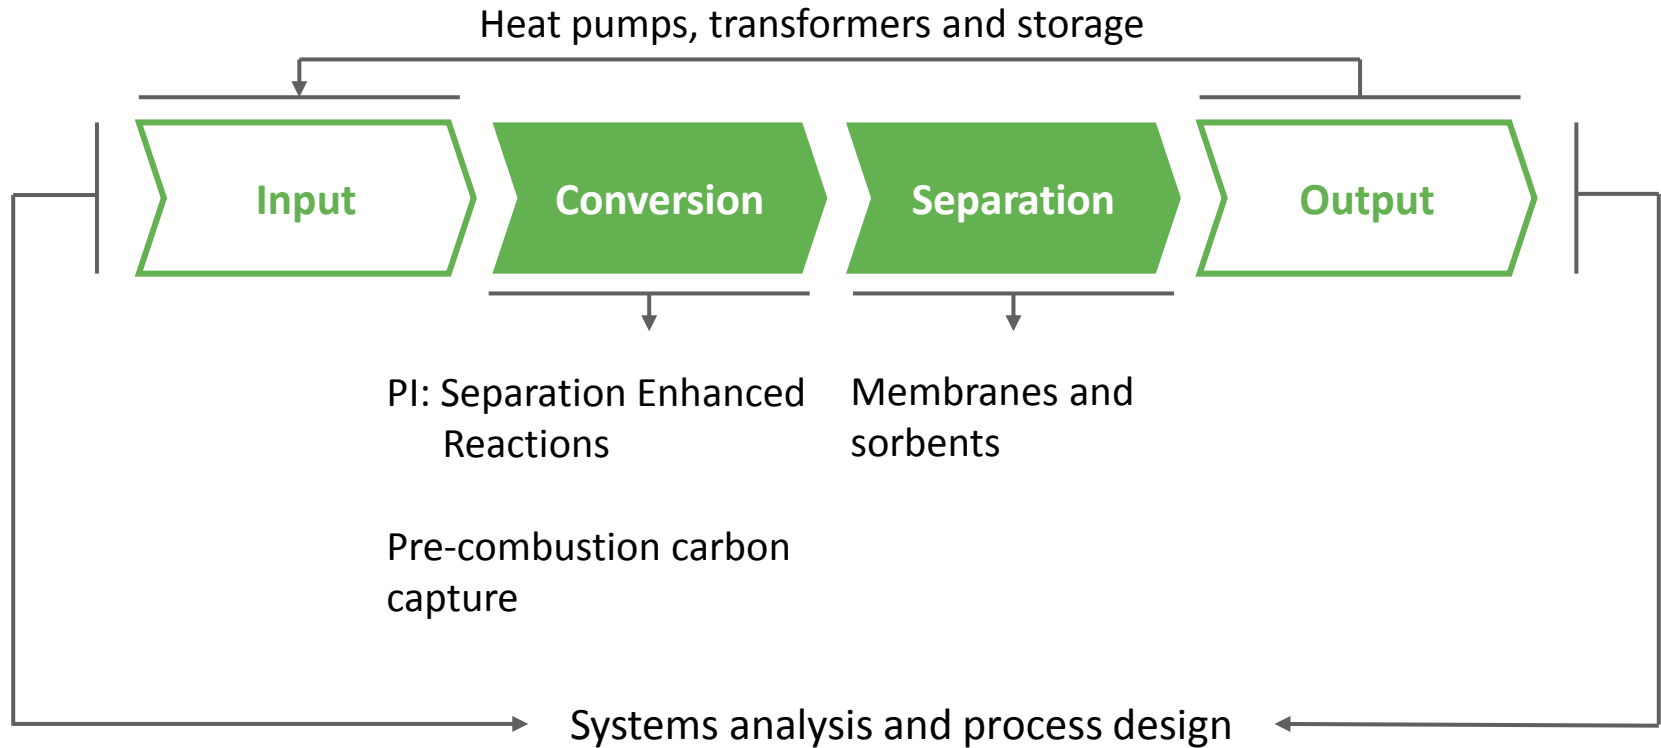 Heat pumps, transformers and storage
Input
Conversion
Separation
Output
PI: Separation Enhanced
Reactions
Membranes and
sorbents
Pre-combustion carbon
capture
Systems analysis and process design